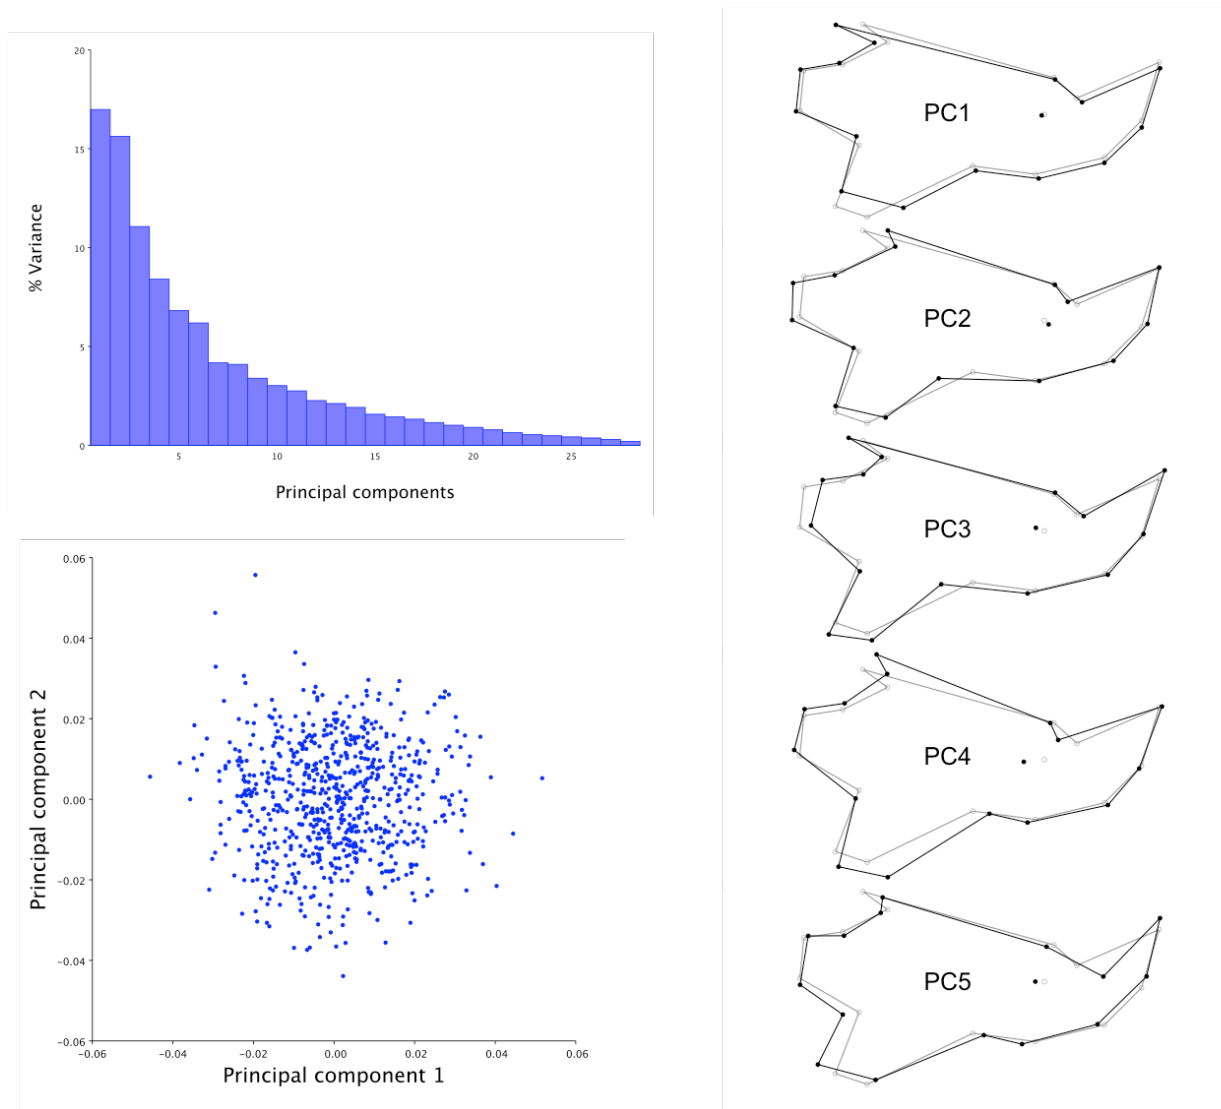 20
15
10
5
0
% Variance
5 10 15 20 25
Principal components
0.06
0.04
0.02
0.00
−0.02
−0.04
−0.06
Principal component 2
−0.06 −0.04 −0.02 0.00 0.02 0.04 0.06
Principal component 1
PC1
PC2
PC3
PC4
PC5